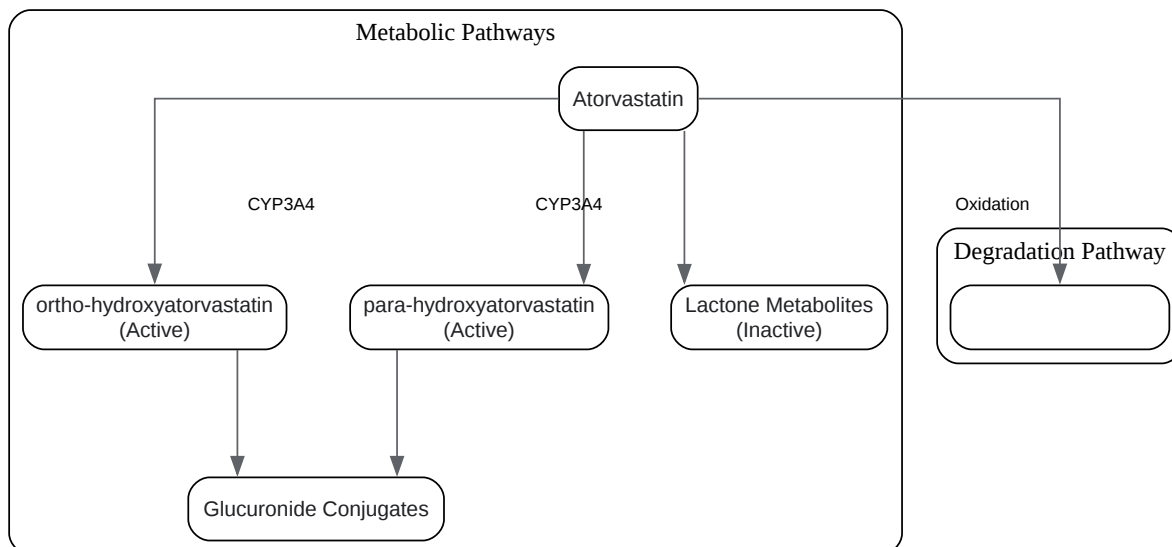 Metabolic Pathways
Atorvastatin
CYP3A4
CYP3A4
Oxidation
Degradation Pathway
ortho-hydroxyatorvastatin
(Active)
para-hydroxyatorvastatin
(Active)
Lactone Metabolites
(Inactive)
Glucuronide Conjugates